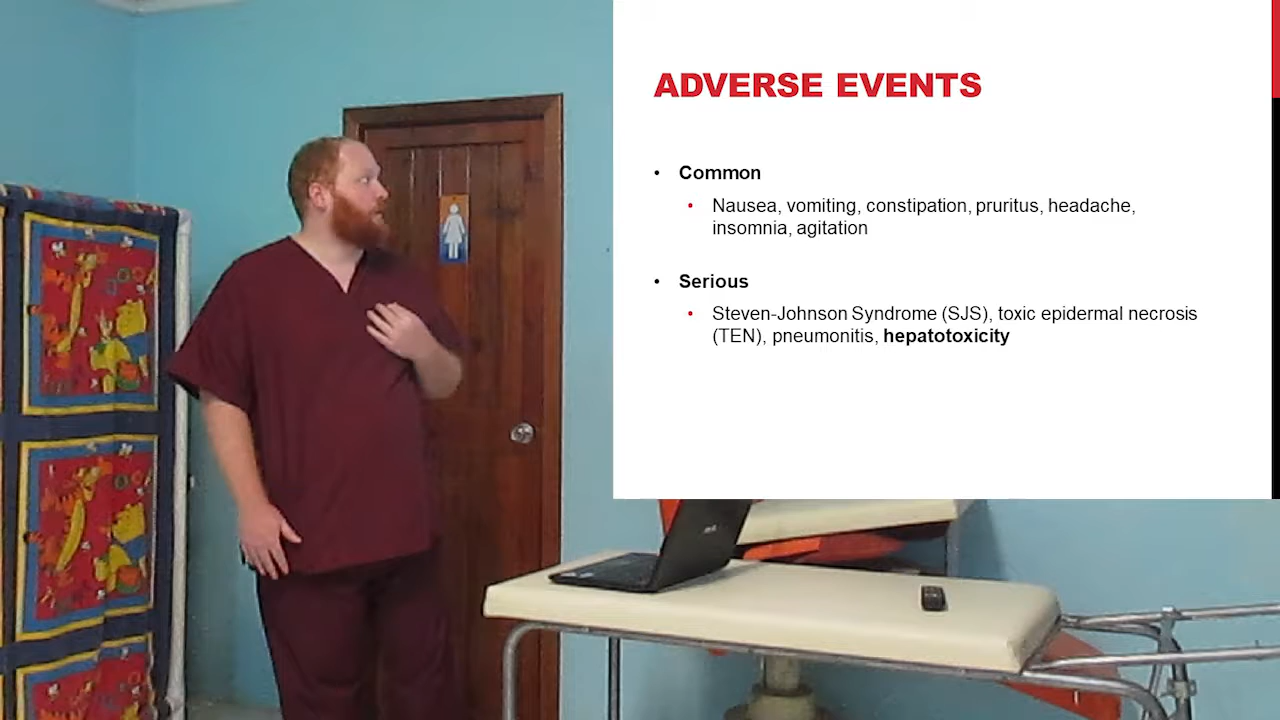 ADVERSE EVENTS
• Common
• Nausea, vomiting, constipation, pruritus, headache,
insomnia, agitation
• Serious
• Steven-Johnson Syndrome (SJS), toxic epidermal necrosis
(TEN), pneumonitis, hepatotoxicity